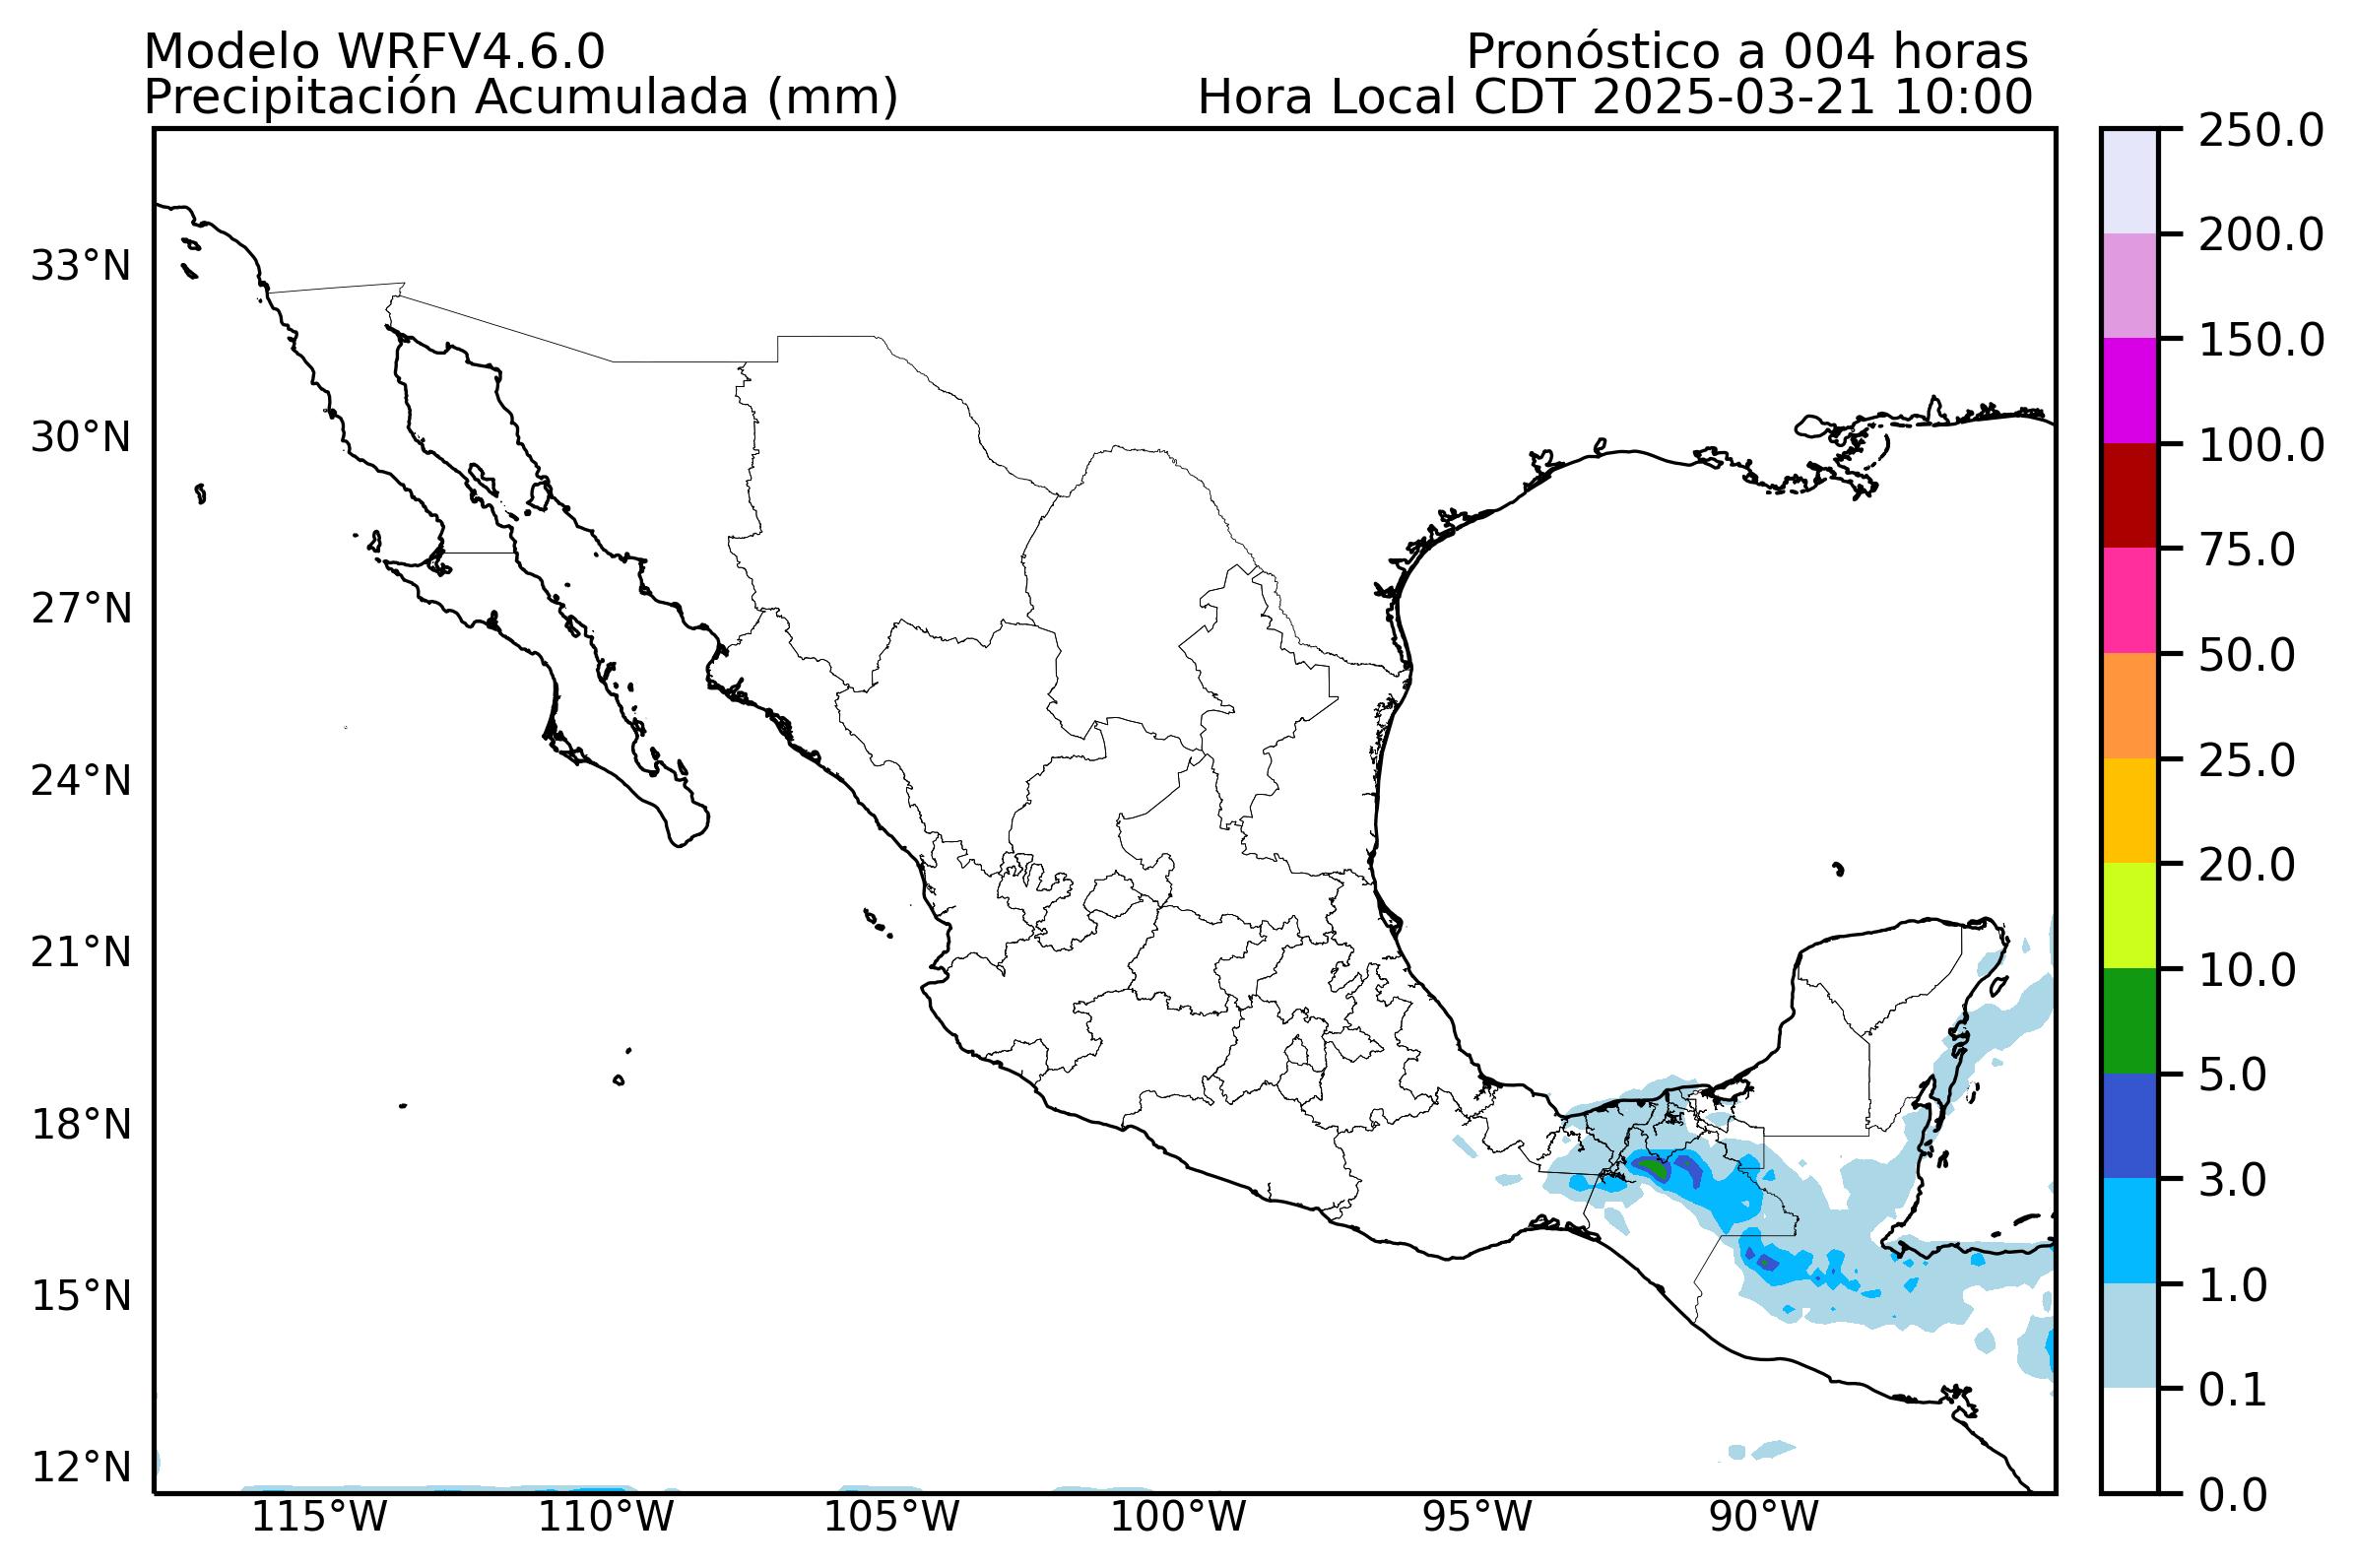 Modelo WRFV4.6.0
Pronóstico a 004 horas
Precipitación Acumulada (mm)
Hora Local CDT 2025-03-21 10:00
33°N
30°N
27°N
24°N
21°N
18°N
15°N
12°N
115°W
110°W
105°W
100°W
95°W
90°W
250.0
200.0
150.0
100.0
75.0
50.0
25.0
20.0
10.0
5.0
3.0
1.0
0.1
0.0